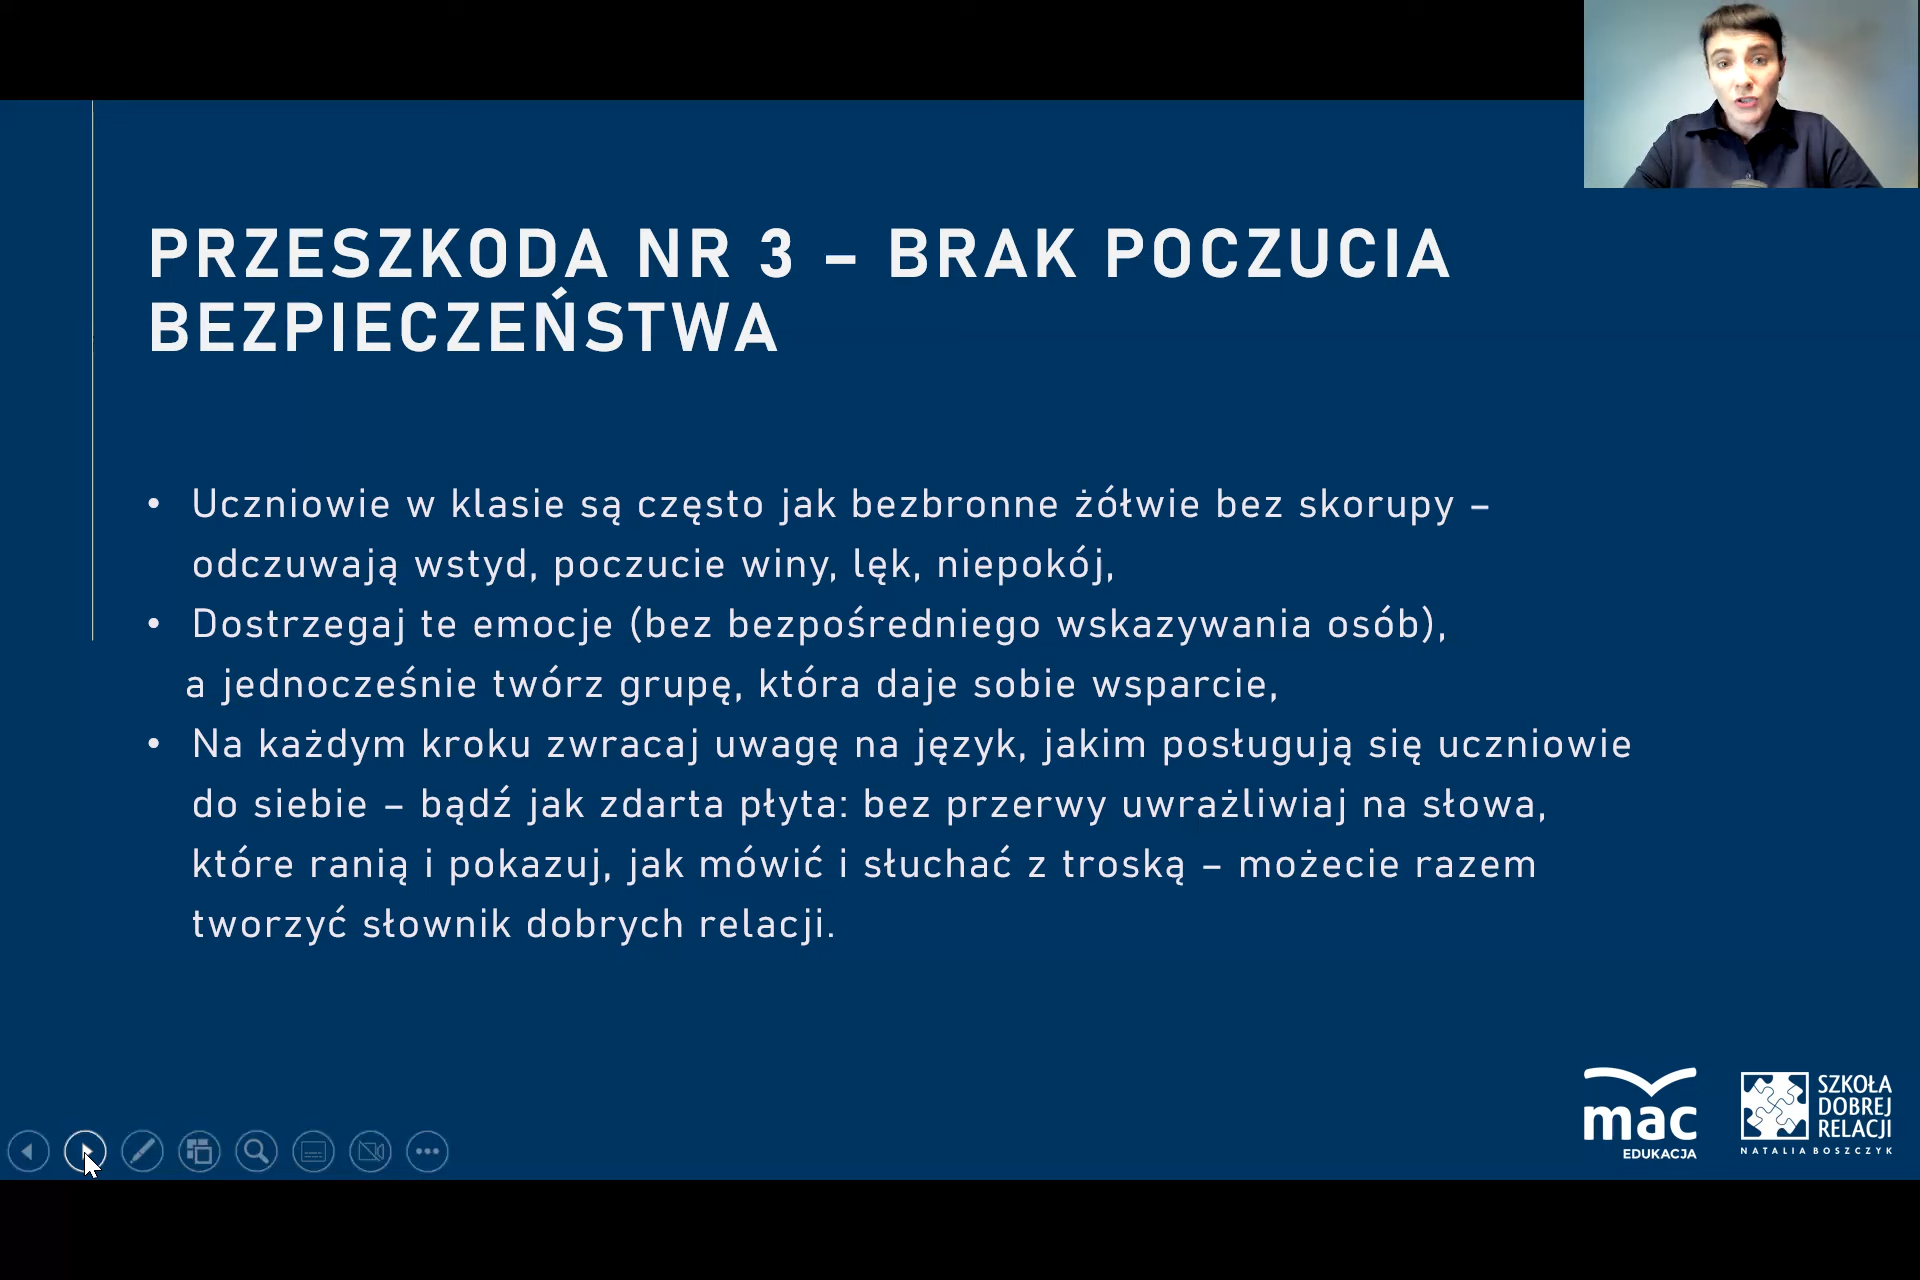 PRZESZKODA NR 3 – BRAK POCZUCIA
BEZPIECZEŃSTWA
• Uczniowie w klasie są często jak bezbronne żółwie bez skorupy –
odczuwają wstyd, poczucie winy, lęk, niepokój,
• Dostrzegaj te emocje (bez bezpośredniego wskazywania osób),
a jednocześnie twórz grupę, która daje sobie wsparcie,
• Na każdym kroku zwracaj uwagę na język, jakim posługują się uczniowie
do siebie – bądź jak zdarta płyta: bez przerwy uwrażliwiaj na słowa,
które ranią i pokazuj, jak mówić i słuchać z troską – możecie razem
tworzyć słownik dobrych relacji.
mac
EDUKACJA
SZKOŁA
DOBREJ
RELACJI
NATALIA BOSZCZYK